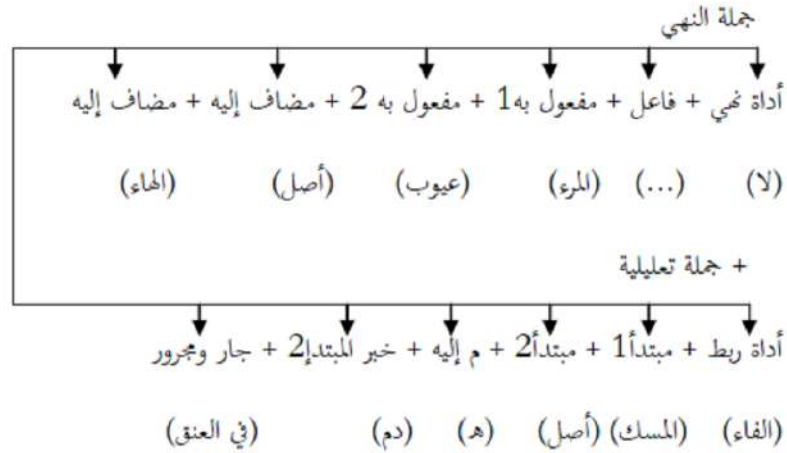 جملة النهي
أداة نهي + فاعل + مفعول به1 + مفعول به 2 + مضاف إليه + مضاف إليه
(لا) (...) (المرء) (عيوب) (أصل) (الهاء)
+ جملة تعليلية
أداة ربط + مبتدأ1 + مبتدأ2 + م إليه + خبر المبتدإ2 + جار ومجرور
(الفاء) (المسك) (أصل) (هـ) (دم) (في العنق)